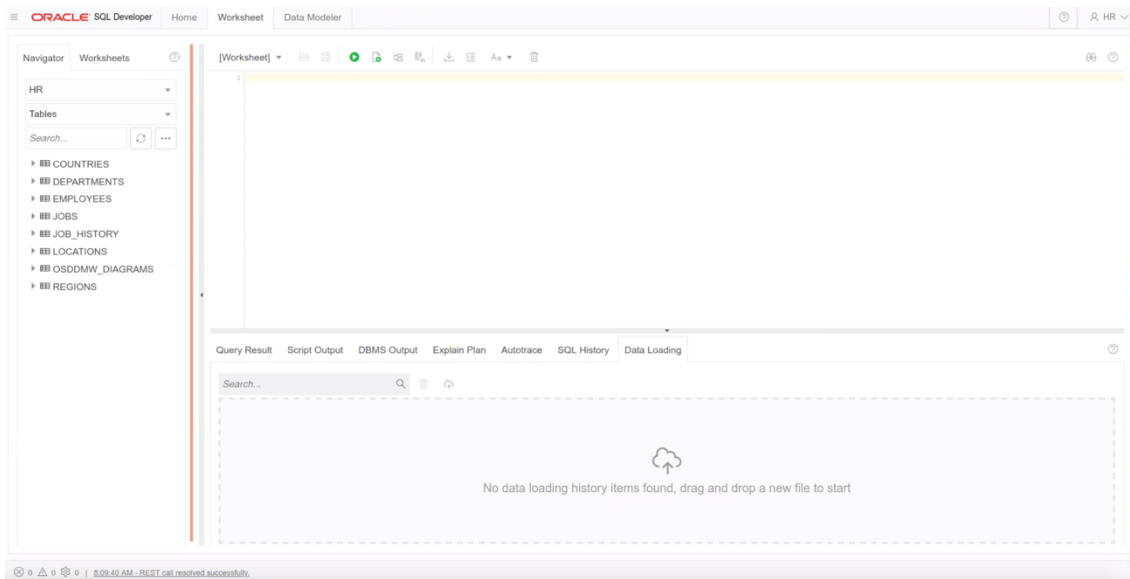 ORACLE® SQL Developer Home Worksheet Data Modeler HR
Navigator Worksheets
[Worksheet] Aa
HR
Tables
Search...
COUNTRIES
DEPARTMENTS
EMPLOYEES
JOBS
JOB_HISTORY
LOCATIONS
OSDDMW_DIAGRAMS
REGIONS
1
Query Result Script Output DBMS Output Explain Plan Autotrace SQL History Data Loading
Search...
No data loading history items found, drag and drop a new file to start
0 0 0 | 8:09:40 AM - REST call resolved successfully.